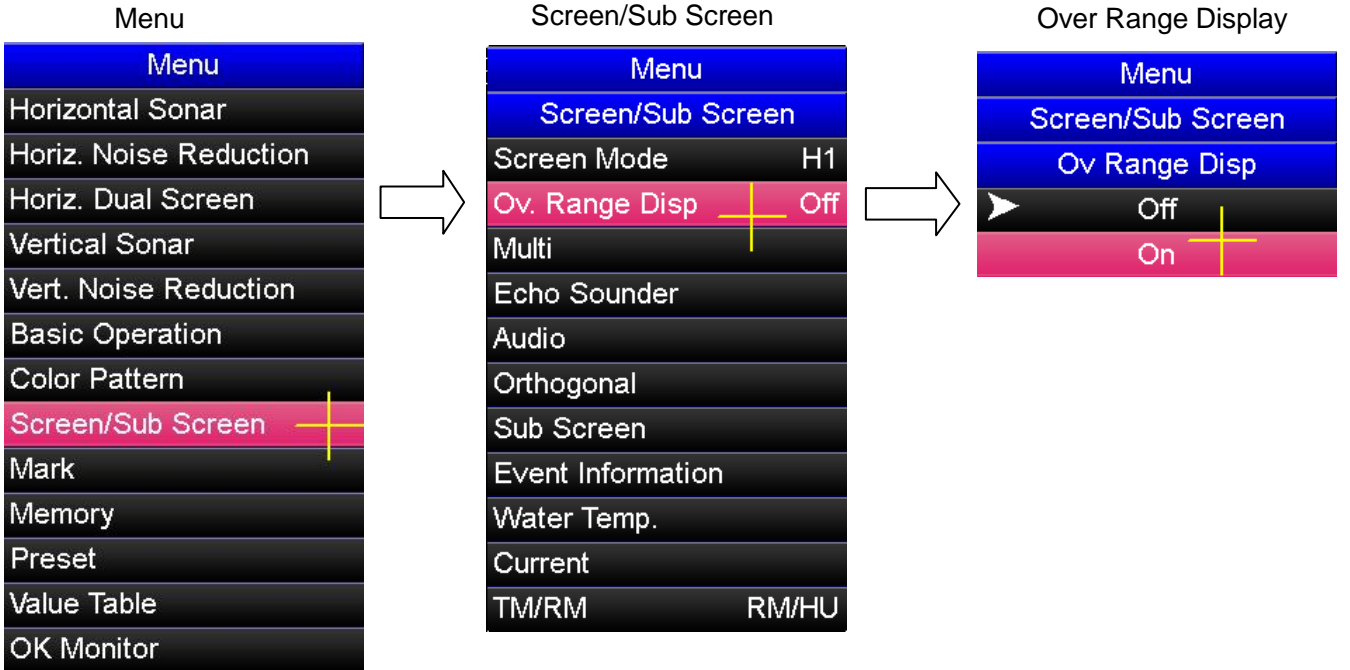 Menu
Menu
Horizontal Sonar
Horiz. Noise Reduction
Horiz. Dual Screen
Vertical Sonar
Vert. Noise Reduction
Basic Operation
Color Pattern
Screen/Sub Screen
Mark
Memory
Preset
Value Table
OK Monitor
Screen/Sub Screen
Menu
Screen/Sub Screen
Screen Mode H1
Ov. Range Disp Off
Multi
Echo Sounder
Audio
Orthogonal
Sub Screen
Event Information
Water Temp.
Current
TM/RM RM/HU
Over Range Display
Menu
Screen/Sub Screen
Ov Range Disp
Off
On